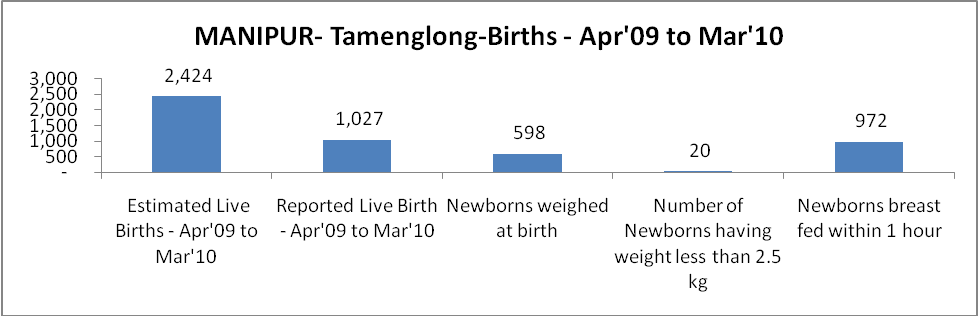 MANIPUR- Tamenglong-Births - Apr'09 to Mar'10
3,000
2,500
2,000
1,500
1,000
500
-
2,424
1,027
598
20
972
Estimated Live
Births - Apr'09 to
Mar'10
Reported Live Birth
- Apr'09 to Mar'10
Newborns weighed
at birth
Number of
Newborns having
weight less than 2.5
kg
Newborns breast
fed within 1 hour